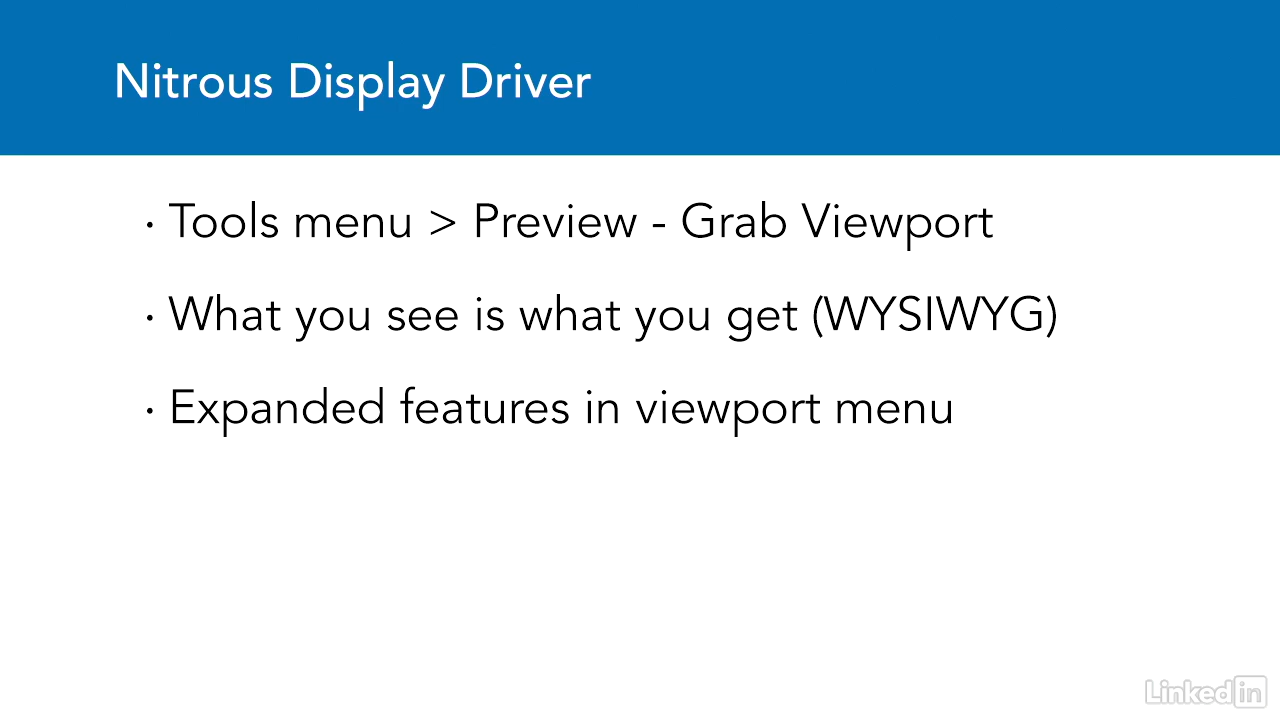 Nitrous Display Driver
· Tools menu > Preview - Grab Viewport
· What you see is what you get (WYSIWYG)
· Expanded features in viewport menu
Linked in